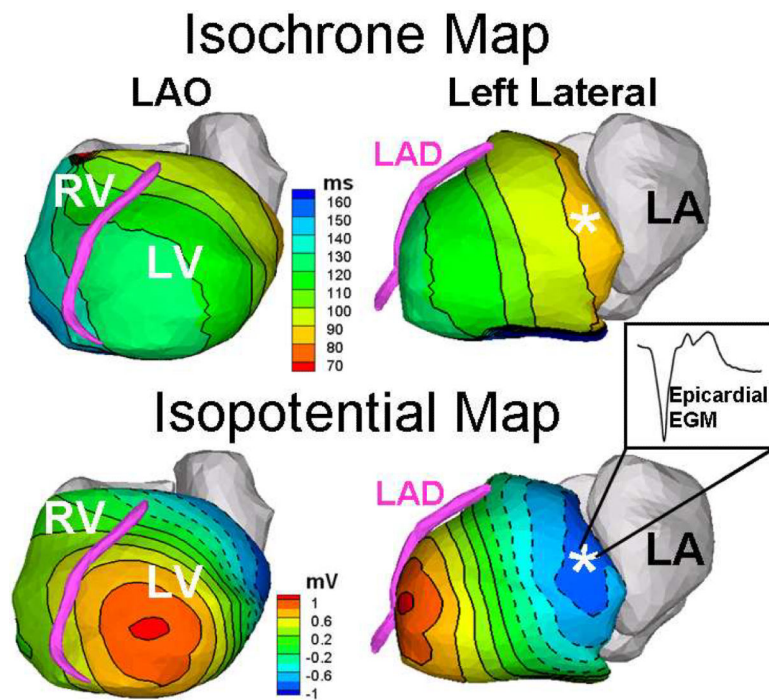 Isochrone Map
LAO
Left Lateral
RV
LV
ms
160
150
140
130
120
110
100
90
80
70
LAD
*
LA
Isopotential Map
Epicardial
EGM
RV
LV
mV
1
0.6
0.2
-0.2
-0.6
-1
LAD
*
LA